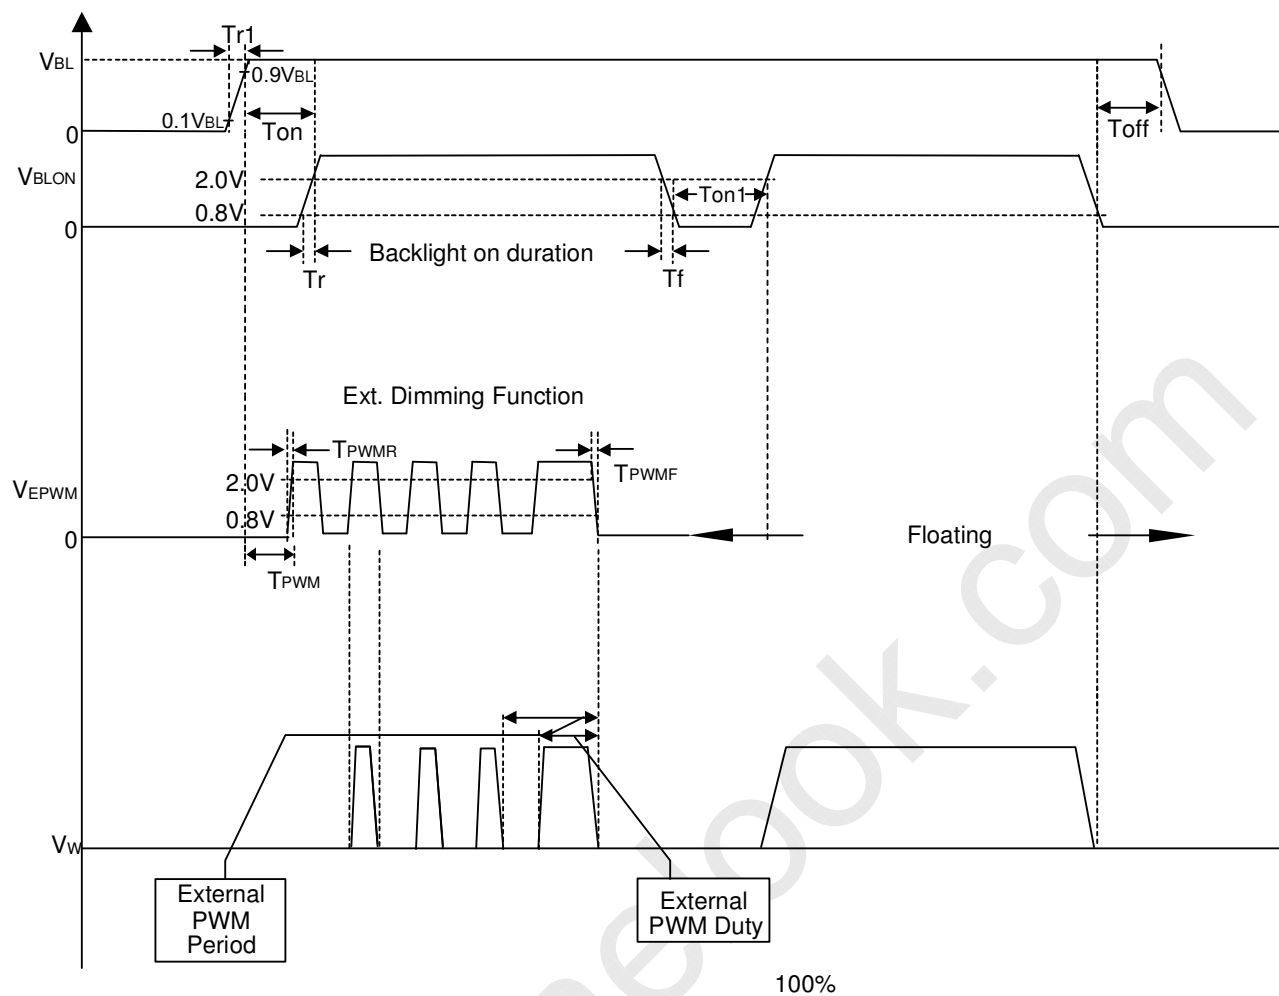 Tr1
VBL
0.9VBL
0.1VBL
Ton
Toff
0
VBLON
2.0V
Ton1
0.8V
0
Backlight on duration
Tr
Tf
Ext. Dimming Function
TPWMR
TPWMF
2.0V
VEPWM
0.8V
Floating
0
TPWM
VW
External
PWM
Period
External
PWM Duty
100%